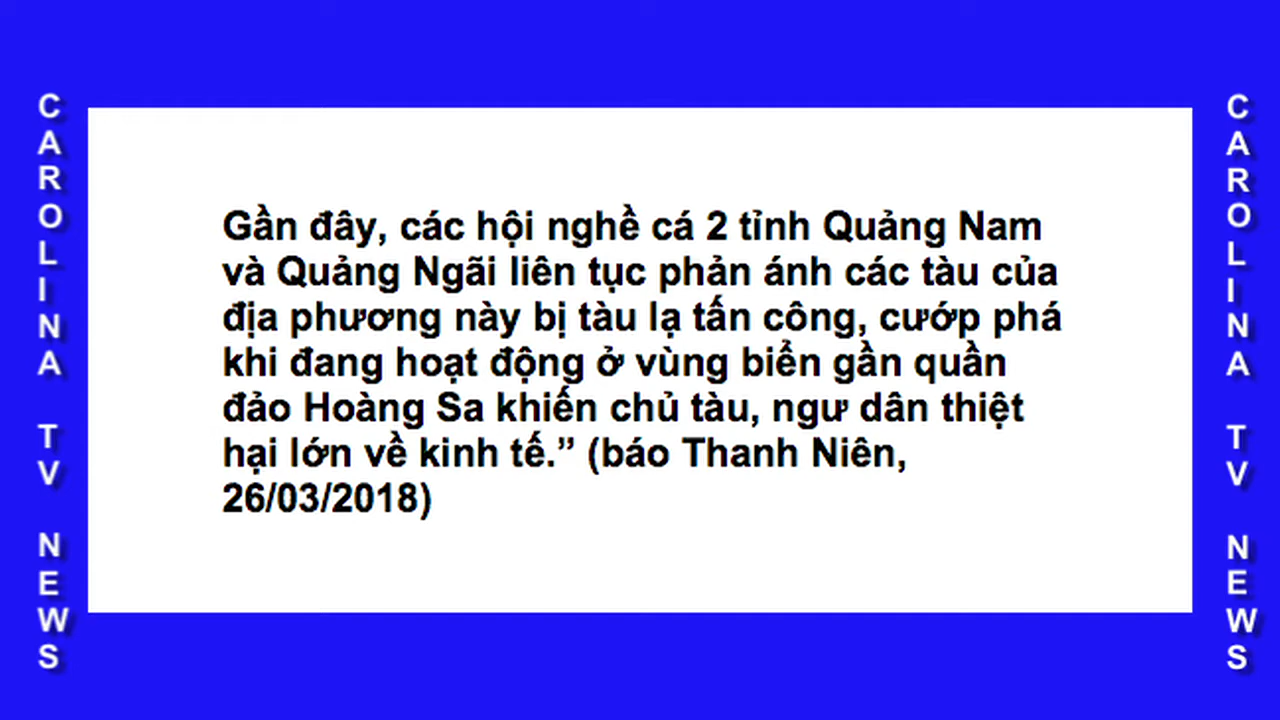 CAROLINA TV NEWS
Gần đây, các hội nghề cá 2 tỉnh Quảng Nam
và Quảng Ngãi liên tục phản ánh các tàu của
địa phương này bị tàu lạ tấn công, cướp phá
khi đang hoạt động ở vùng biển gần quần
đảo Hoàng Sa khiến chủ tàu, ngư dân thiệt
hại lớn về kinh tế.” (báo Thanh Niên,
26/03/2018)
CAROLINA TV NEWS